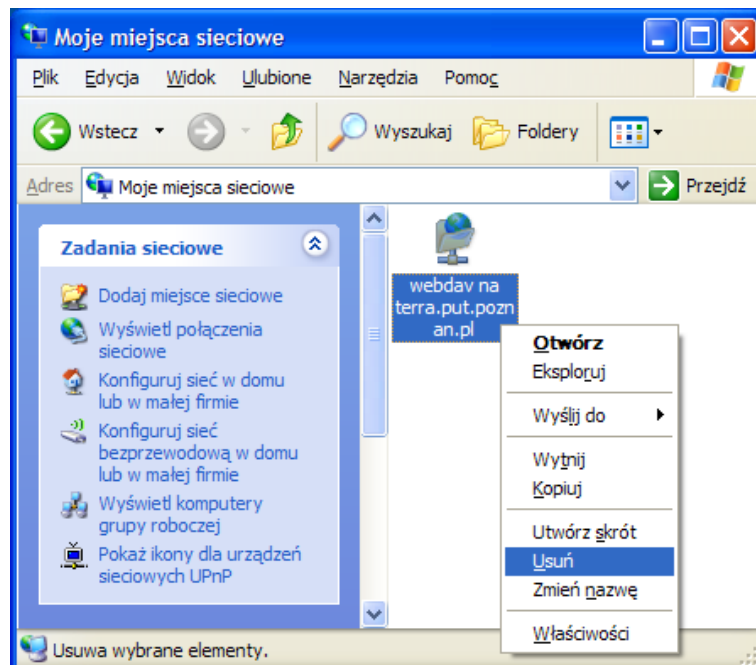 Moje miejsca sieciowe
Plik Edycja Widok Ulubione Narzędzia Pomoc
Wstecz Wyszukaj Foldery
Adres Moje miejsca sieciowe Przejdź
Zadania sieciowe
Dodaj miejsce sieciowe
Wyświetl połączenia
sieciowe
Konfiguruj sieć w domu
lub w małej firmie
Konfiguruj sieć
bezprzewodową w domu
lub w małej firmie
Wyświetl komputery
grupy roboczej
Pokaż ikony dla urządzeń
sieciowych UPnP
webdav na
terra.put.pozn
an.pl
Otwórz
Eksploruj
Wyślij do
Wytnij
Kopiuj
Utwórz skrót
Usuń
Zmień nazwę
Właściwości
Usuwa wybrane elementy.